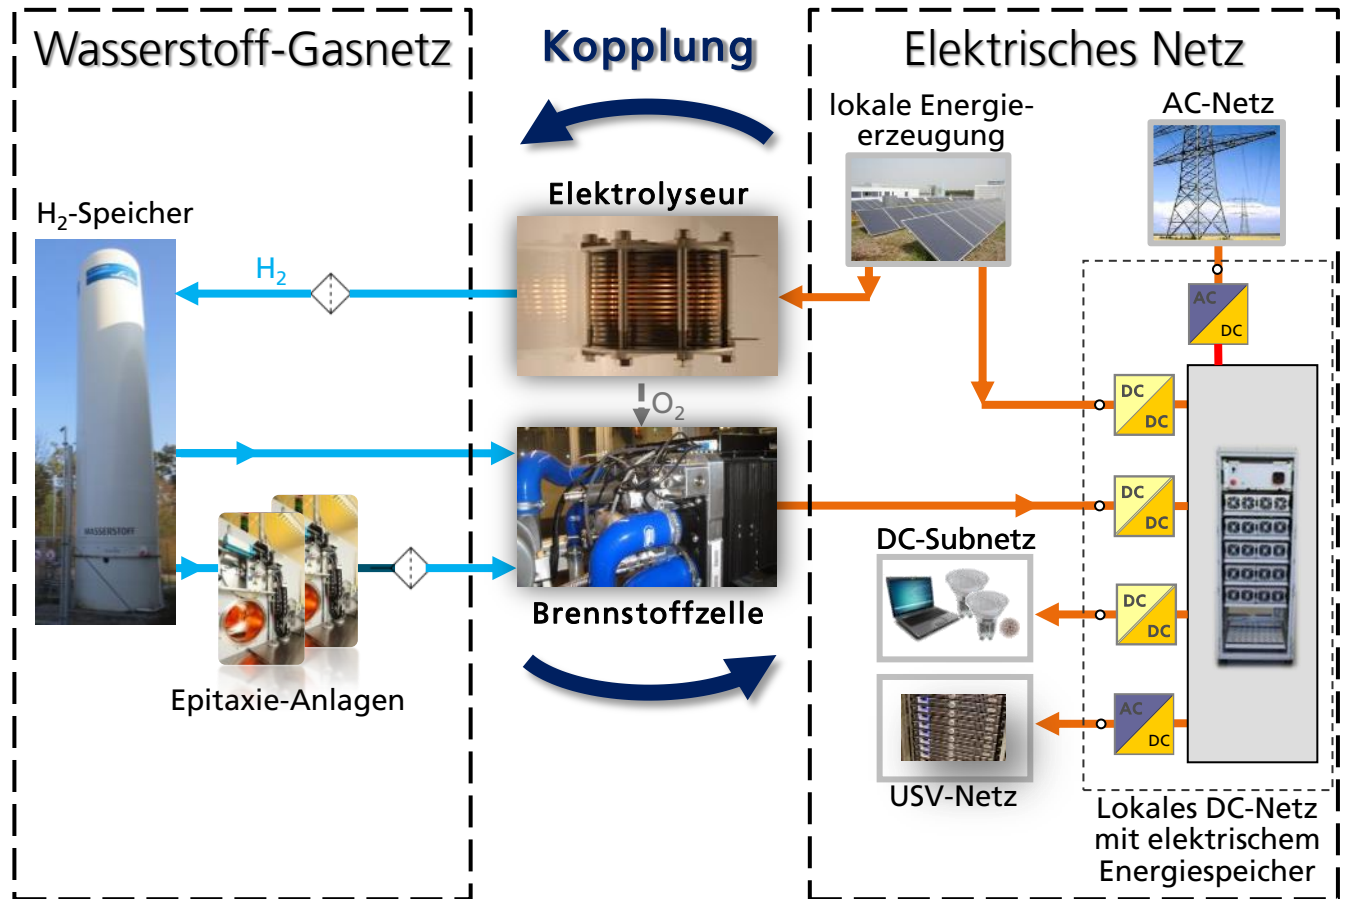 Wasserstoff-Gasnetz
Kopplung
Elektrisches Netz
lokale Energie-
erzeugung
AC-Netz
Elektrolyseur
H₂-Speicher
H₂
AC
DC
O₂
DC
DC
WASSERSTOFF
DC
DC
DC-Subnetz
Brennstoffzelle
DC
DC
Epitaxie-Anlagen
AC
DC
USV-Netz
Lokales DC-Netz
mit elektrischem
Energiespeicher